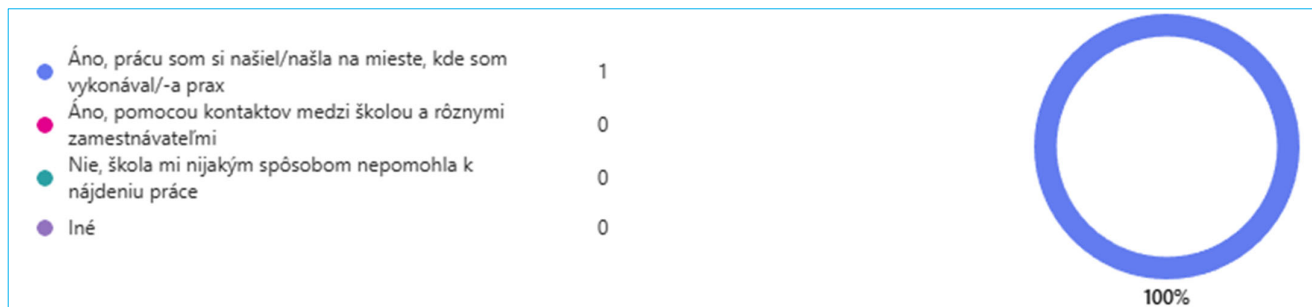 Áno, prácu som si našiel/našla na mieste, kde som
vykonával/-a prax
1
Áno, pomocou kontaktov medzi školou a rôznymi
zamestnávateľmi
0
Nie, škola mi nijakým spôsobom nepomohla k
nájdeniu práce
0
Iné
0
100%